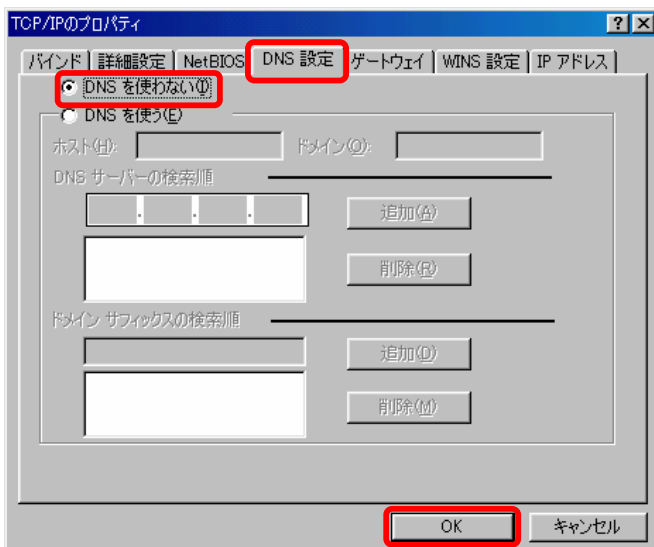 TCP/IPのプロパティ
バインド 詳細設定 NetBIOS DNS 設定 ゲートウェイ WINS 設定 IP アドレス
DNS を使わない(I)
DNS を使う(E)
ホスト(H): ドメイン(O):
DNS サーバーの検索順
追加(A)
削除(R)
ドメイン サフィックスの検索順
追加(D)
削除(M)
OK キャンセル